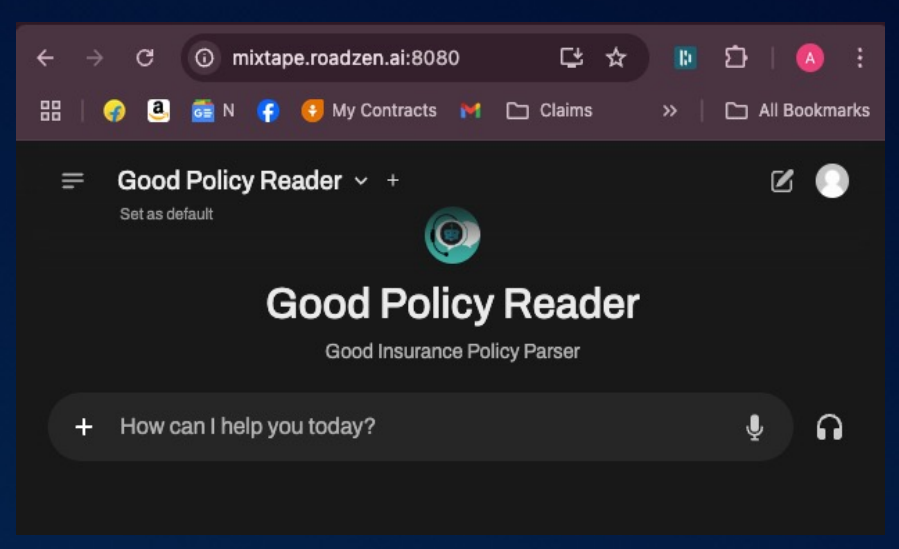 mixtape.roadzen.ai:8080
A
a
GE N
My Contracts
Claims
All Bookmarks
Good Policy Reader
Set as default
Good Policy Reader
Good Insurance Policy Parser
How can I help you today?